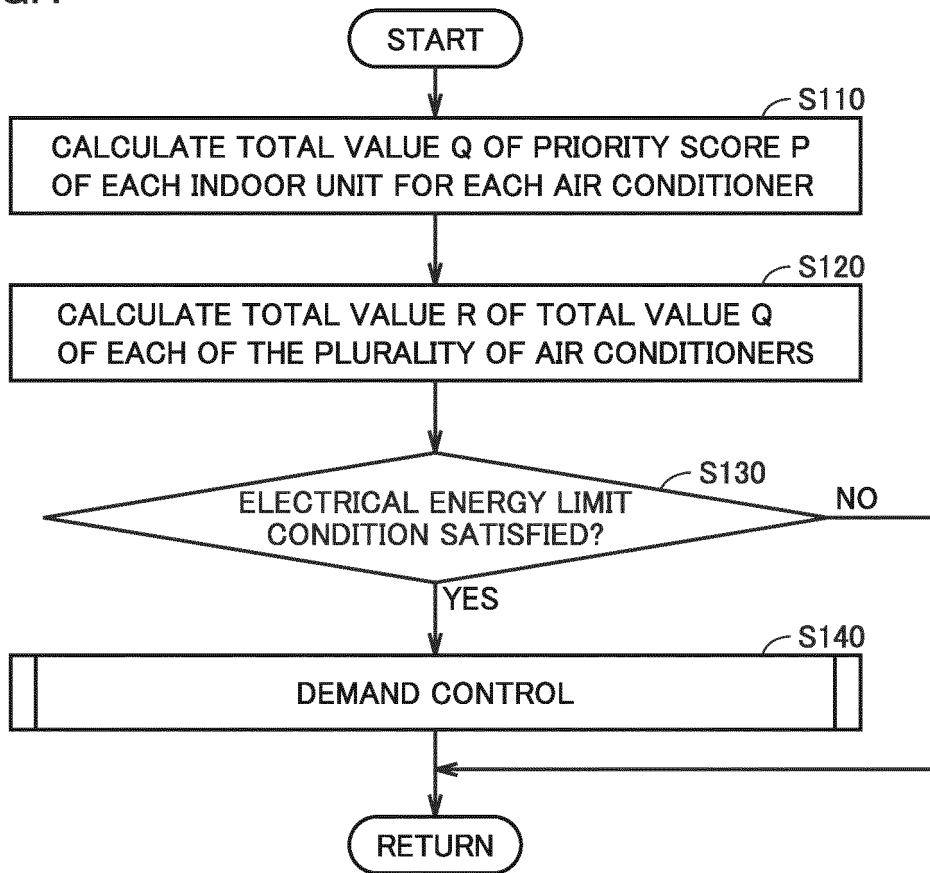 START
S110
CALCULATE TOTAL VALUE Q OF PRIORITY SCORE P
OF EACH INDOOR UNIT FOR EACH AIR CONDITIONER
S120
CALCULATE TOTAL VALUE R OF TOTAL VALUE Q
OF EACH OF THE PLURALITY OF AIR CONDITIONERS
S130
ELECTRICAL ENERGY LIMIT
CONDITION SATISFIED?
NO
YES
S140
DEMAND CONTROL
RETURN